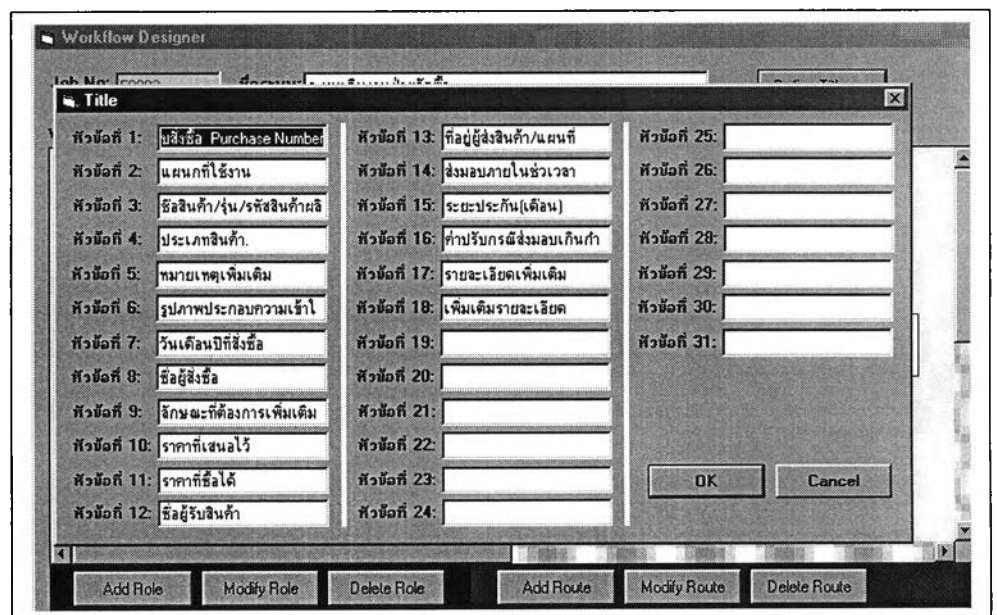 Workflow Designer
Job No:
Title
หัวข้อที่ 1: บสั่งซื้อ Purchase Number
หัวข้อที่ 2: แผนกที่ใช้งาน
หัวข้อที่ 3: ชื่อสินค้า/รุ่น/รหัสสินค้าผลิ
หัวข้อที่ 4: ประเภทสินค้า.
หัวข้อที่ 5: หมายเหตุเพิ่มเติม
หัวข้อที่ 6: รูปภาพประกอบความเข้าใ
หัวข้อที่ 7: วันเดือนปีที่สั่งซื้อ
หัวข้อที่ 8: ชื่อผู้สั่งซื้อ
หัวข้อที่ 9: ลักษณะที่ต้องการเพิ่มเติม
หัวข้อที่ 10: ราคาที่เสนอไว้
หัวข้อที่ 11: ราคาที่ซื้อได้
หัวข้อที่ 12: ชื่อผู้รับสินค้า
หัวข้อที่ 13: ที่อยู่ผู้ส่งสินค้า/แผนที่
หัวข้อที่ 14: ส่งมอบภายในช่วเวลา
หัวข้อที่ 15: ระยะประกัน(เดือน)
หัวข้อที่ 16: ค่าปรับกรณีส่งมอบเกินกำ
หัวข้อที่ 17: รายละเอียดเพิ่มเติม
หัวข้อที่ 18: เพิ่มเติมรายละเอียด
หัวข้อที่ 19:
หัวข้อที่ 20:
หัวข้อที่ 21:
หัวข้อที่ 22:
หัวข้อที่ 23:
หัวข้อที่ 24:
หัวข้อที่ 25:
หัวข้อที่ 26:
หัวข้อที่ 27:
หัวข้อที่ 28:
หัวข้อที่ 29:
หัวข้อที่ 30:
หัวข้อที่ 31:
OK Cancel
Add Role Modify Role Delete Role Add Route Modify Route Delete Route